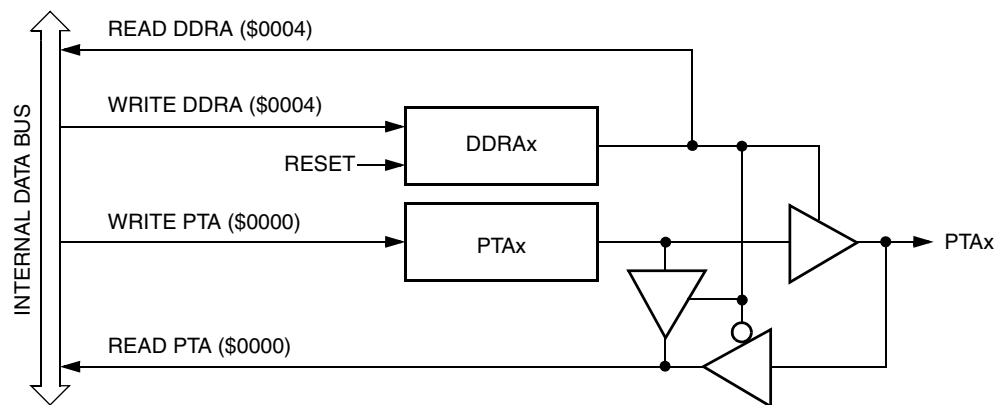 READ DDRA ($0004)
WRITE DDRA ($0004)
DDRAx
RESET
WRITE PTA ($0000)
PTAx
PTAx
READ PTA ($0000)
INTERNAL DATA BUS